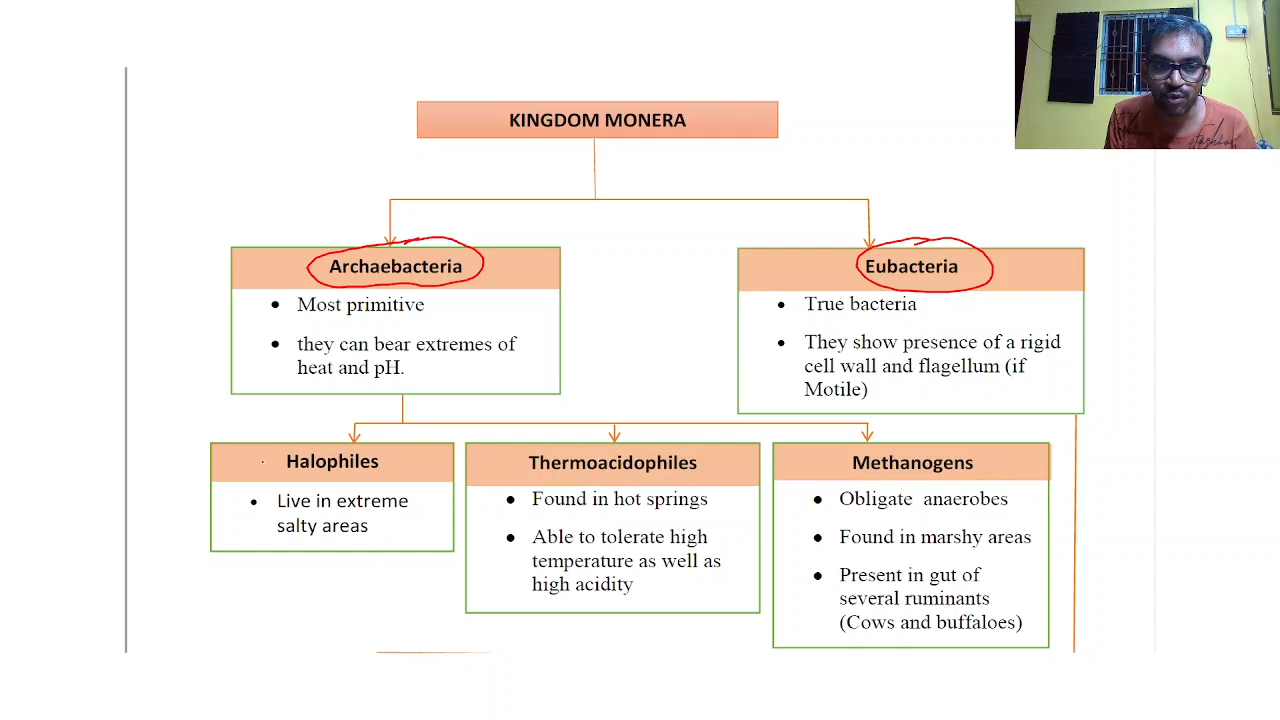 KINGDOM MONERA
Archaebacteria
• Most primitive
• they can bear extremes of
heat and pH.
Eubacteria
• True bacteria
• They show presence of a rigid
cell wall and flagellum (if
Motile)
Halophiles
• Live in extreme
salty areas
Thermoacidophiles
• Found in hot springs
• Able to tolerate high
temperature as well as
high acidity
Methanogens
• Obligate anaerobes
• Found in marshy areas
• Present in gut of
several ruminants
(Cows and buffaloes)